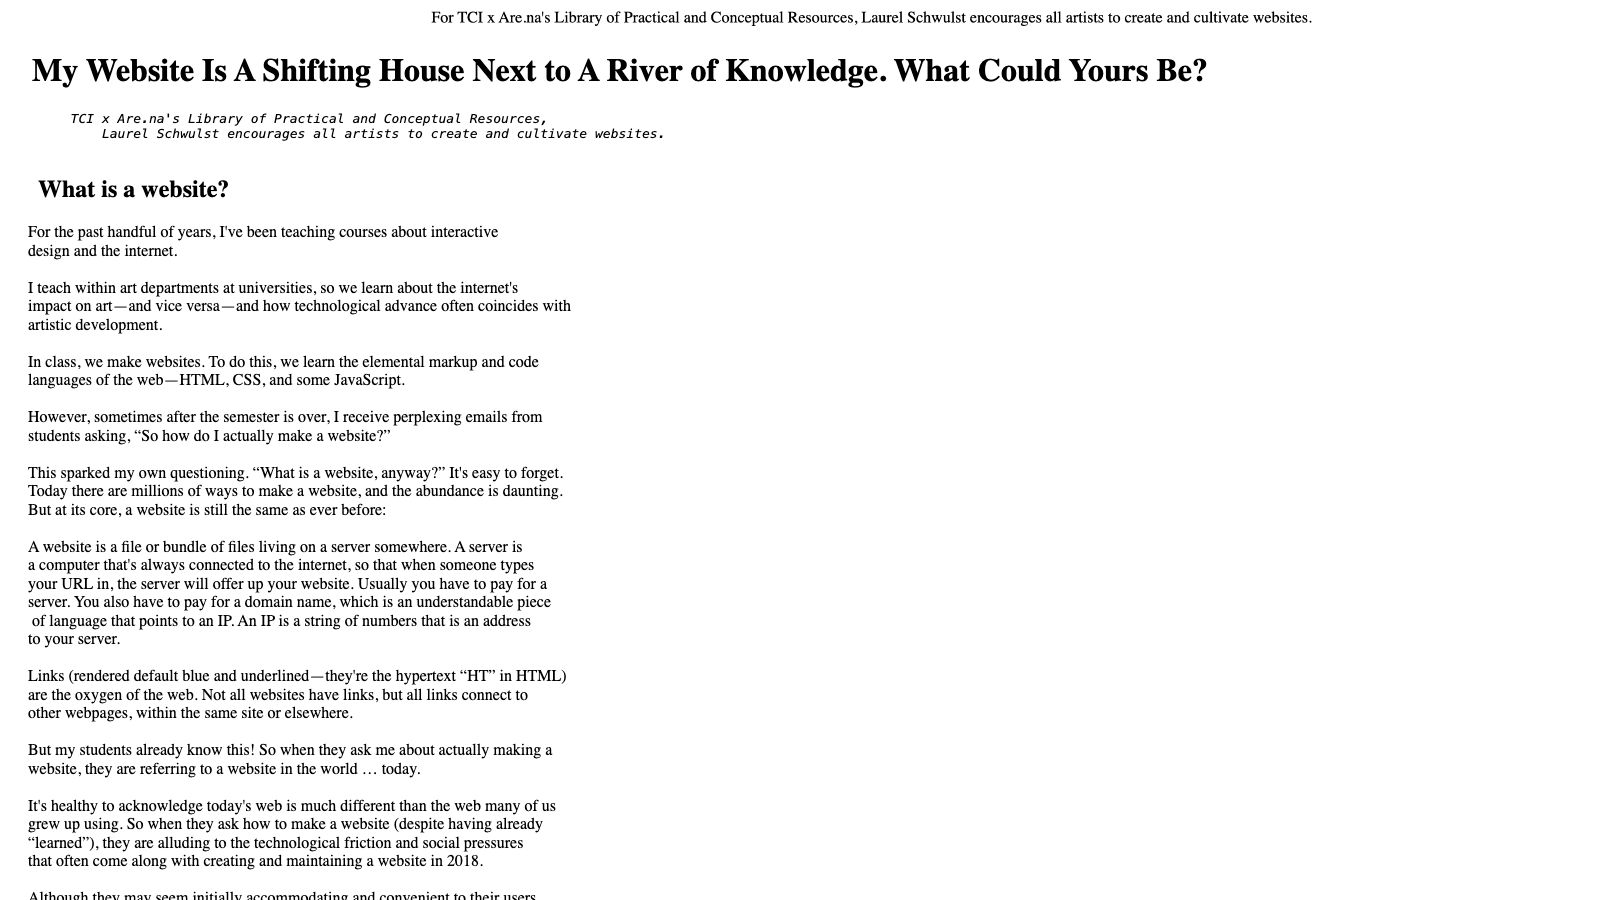 For TCI x Are.na's Library of Practical and Conceptual Resources, Laurel Schwulst encourages all artists to create and cultivate websites.
My Website Is A Shifting House Next to A River of Knowledge. What Could Yours Be?
TCI x Are.na's Library of Practical and Conceptual Resources,
Laurel Schwulst encourages all artists to create and cultivate websites.
What is a website?
For the past handful of years, I've been teaching courses about interactive
design and the internet.
I teach within art departments at universities, so we learn about the internet's
impact on art—and vice versa—and how technological advance often coincides with
artistic development.
In class, we make websites. To do this, we learn the elemental markup and code
languages of the web—HTML, CSS, and some JavaScript.
However, sometimes after the semester is over, I receive perplexing emails from
students asking, “So how do I actually make a website?”
This sparked my own questioning. “What is a website, anyway?” It's easy to forget.
Today there are millions of ways to make a website, and the abundance is daunting.
But at its core, a website is still the same as ever before:
A website is a file or bundle of files living on a server somewhere. A server is
a computer that's always connected to the internet, so that when someone types
your URL in, the server will offer up your website. Usually you have to pay for a
server. You also have to pay for a domain name, which is an understandable piece
of language that points to an IP. An IP is a string of numbers that is an address
to your server.
Links (rendered default blue and underlined—they're the hypertext “HT” in HTML)
are the oxygen of the web. Not all websites have links, but all links connect to
other webpages, within the same site or elsewhere.
But my students already know this! So when they ask me about actually making a
website, they are referring to a website in the world … today.
It's healthy to acknowledge today's web is much different than the web many of us
grew up using. So when they ask how to make a website (despite having already
“learned”), they are alluding to the technological friction and social pressures
that often come along with creating and maintaining a website in 2018.
Although they may seem initially accommodating and convenient to their users,